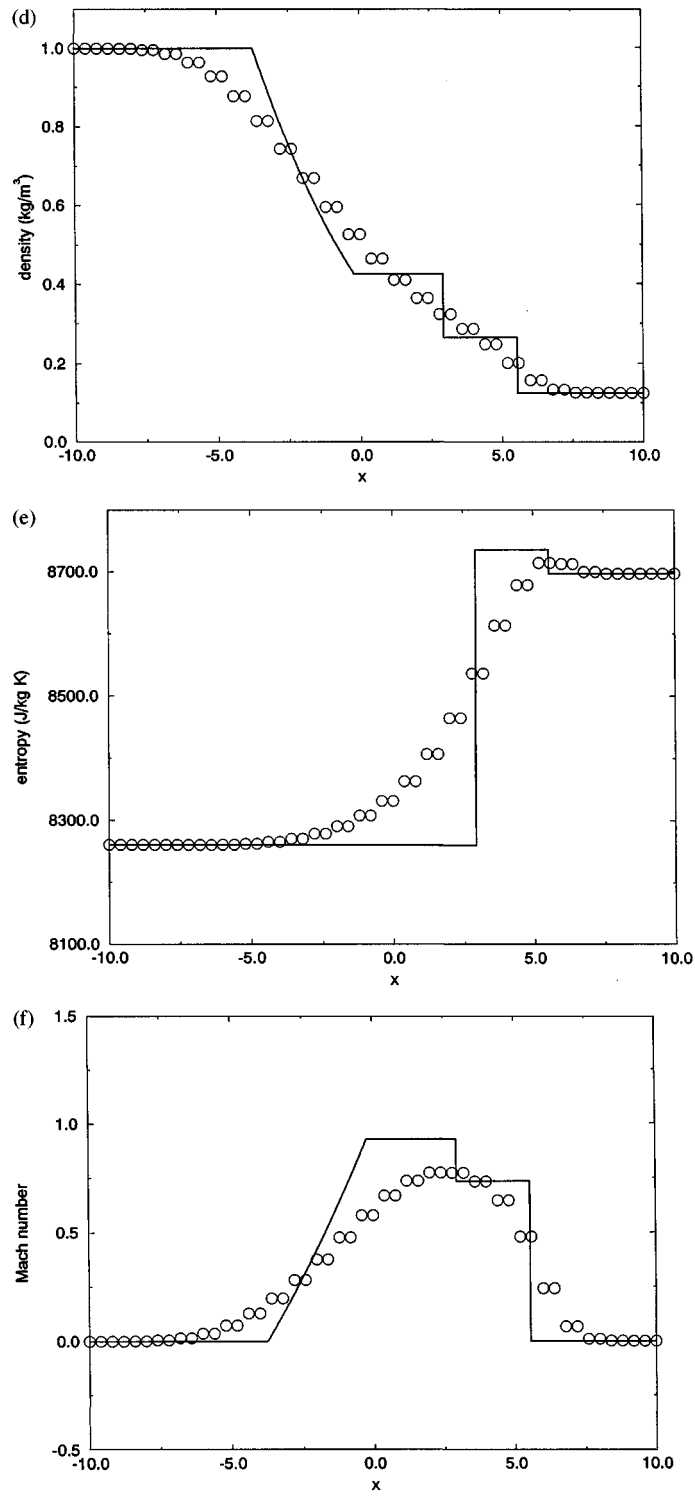 (d)
1.0
0.8
0.6
0.4
0.2
0.0
density (kg/m³)
-10.0 -5.0 0.0 5.0 10.0
x
(e)
8700.0
8500.0
8300.0
8100.0
entropy (J/kg K)
-10.0 -5.0 0.0 5.0 10.0
x
(f)
1.5
1.0
0.5
0.0
-0.5
Mach number
-10.0 -5.0 0.0 5.0 10.0
x